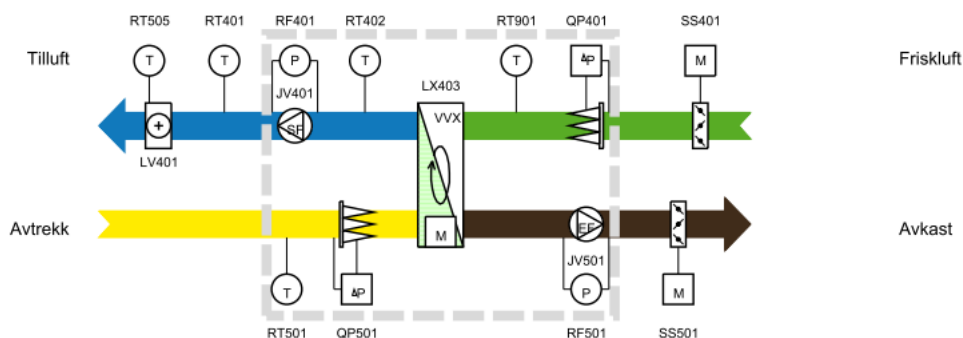 RT505 RT401 RF401 RT402 RT901 QP401 SS401
Tilluft T T P T T ΔP M Friskluft
JV401 LX403
SF VVX
+
LV401
Avtrekk M EF Avkast
JV501
T ΔP P M
RT501 QP501 RF501 SS501